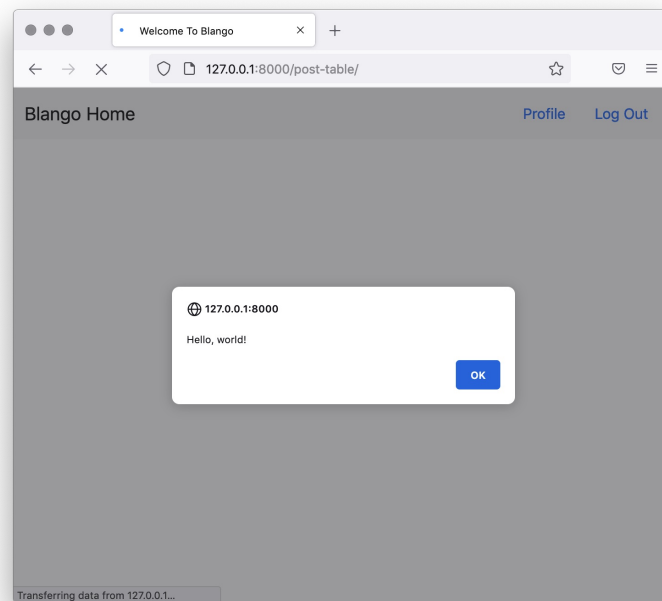 Welcome To Blango
127.0.0.1:8000/post-table/
Blango Home Profile Log Out
127.0.0.1:8000
Hello, world!
OK
Transferring data from 127.0.0.1...